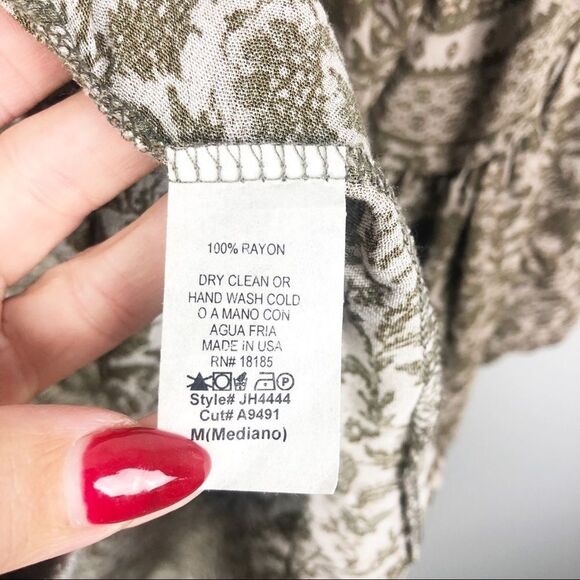 100% RAYON
DRY CLEAN OR
HAND WASH COLD
O A MANO CON
AGUA FRIA
MADE IN USA
RN# 18185
P
Style# JH4444
Cut# A9491
M(Mediano)